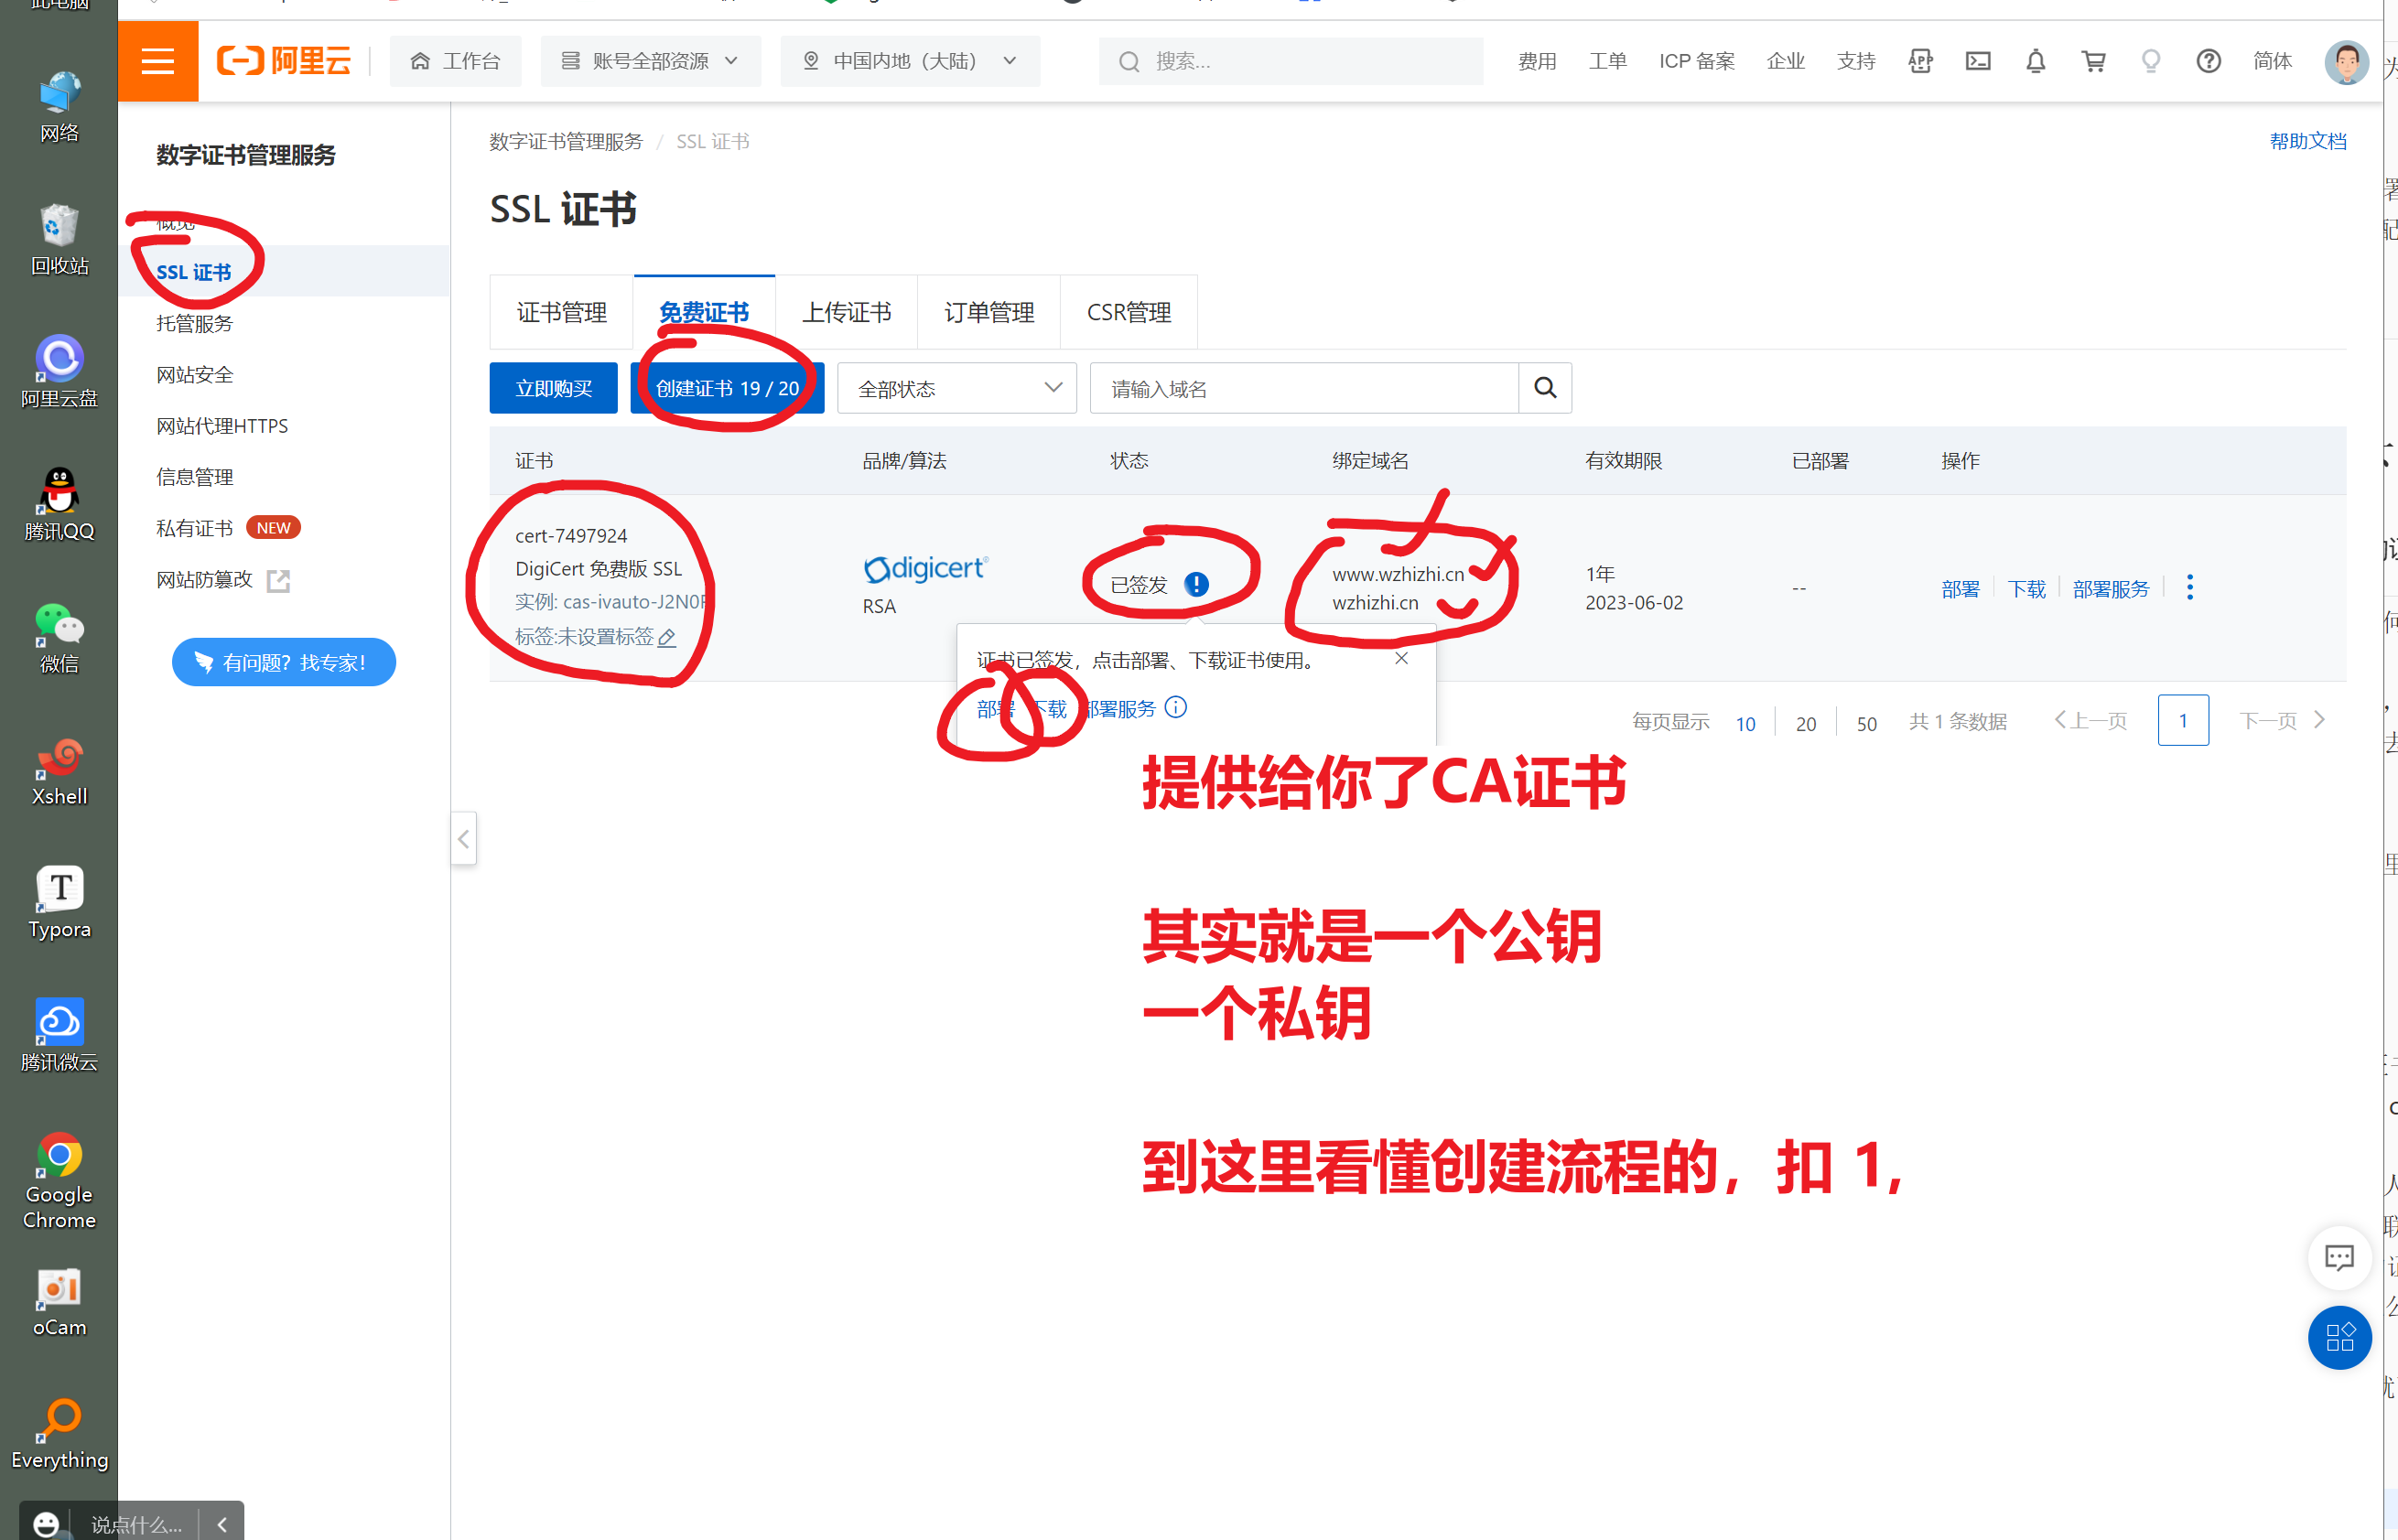 网络
回收站
阿里云盘
腾讯QQ
微信
Xshell
Typora
腾讯微云
Google
Chrome
oCam
Everything
说点什么...
阿里云
工作台
账号全部资源
中国内地（大陆）
搜索...
费用
工单
ICP 备案
企业
支持
APP
简体
数字证书管理服务
概览
SSL 证书
托管服务
网站安全
网站代理HTTPS
信息管理
私有证书 NEW
网站防篡改
有问题？找专家！
数字证书管理服务 / SSL 证书
帮助文档
SSL 证书
证书管理
免费证书
上传证书
订单管理
CSR管理
立即购买
创建证书 19 / 20
全部状态
请输入域名
证书
品牌/算法
状态
绑定域名
有效期限
已部署
操作
cert-7497924
DigiCert 免费版 SSL
实例: cas-ivauto-J2N0
标签:未设置标签
digicert®
RSA
已签发
www.wzhizhi.cn
wzhizhi.cn
1年
2023-06-02
--
部署
下载
部署服务
证书已签发，点击部署、下载证书使用。
部署 下载 部署服务
每页显示 10 20 50 共 1 条数据 上一页 1 下一页
提供给你了CA证书
其实就是一个公钥
一个私钥
到这里看懂创建流程的，扣 1,